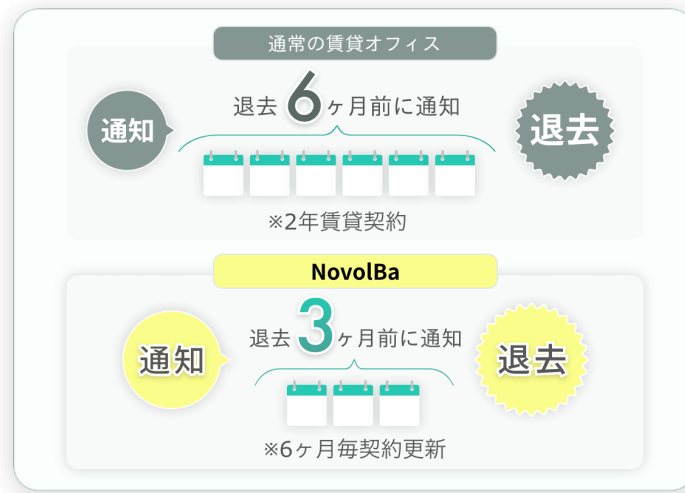 通常の賃貸オフィス
通知
退去6ヶ月前に通知
退去
※2年賃貸契約
NovolBa
通知
退去3ヶ月前に通知
退去
※6ヶ月毎契約更新